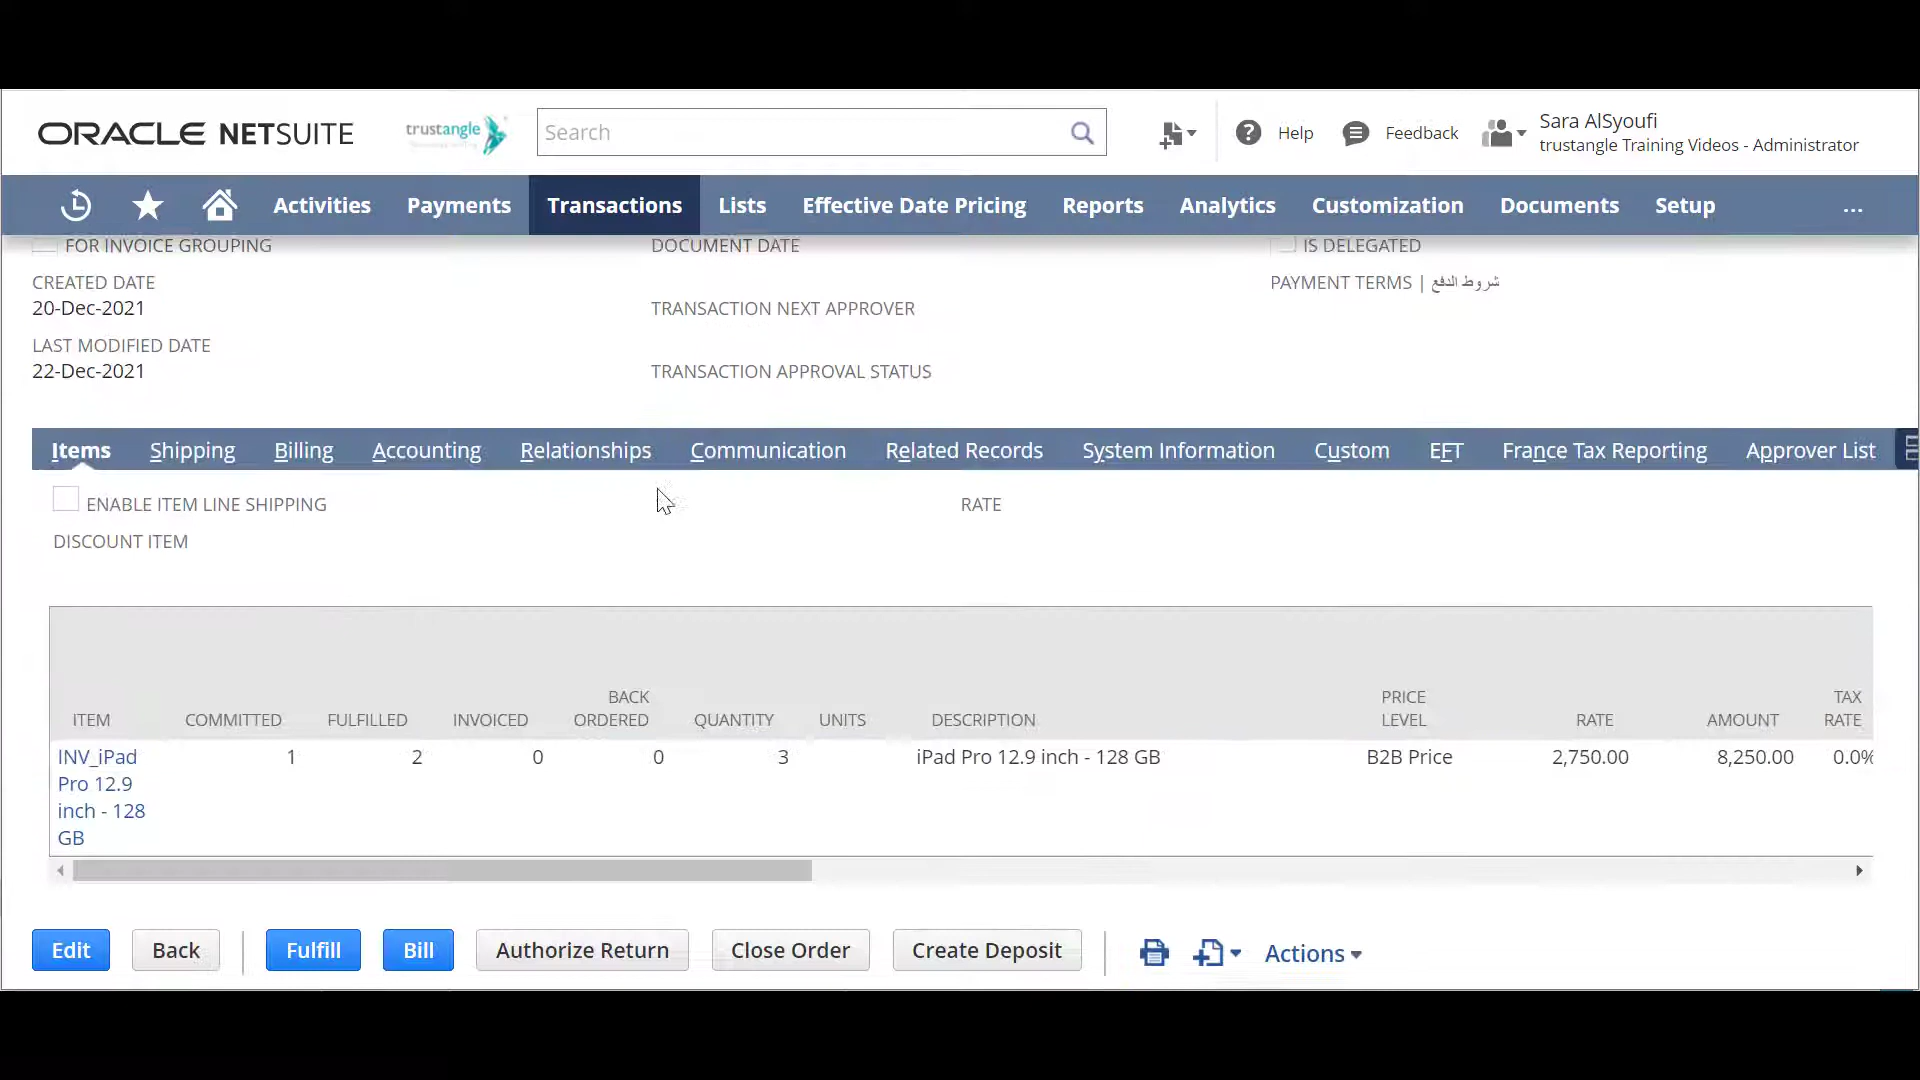 ORACLE NETSUITE
trustangle
Search
Help
Feedback
Sara AlSyoufi
trustangle Training Videos - Administrator
Activities
Payments
Transactions
Lists
Effective Date Pricing
Reports
Analytics
Customization
Documents
Setup
...
FOR INVOICE GROUPING
DOCUMENT DATE
IS DELEGATED
CREATED DATE
20-Dec-2021
TRANSACTION NEXT APPROVER
PAYMENT TERMS | شروط الدفع
LAST MODIFIED DATE
22-Dec-2021
TRANSACTION APPROVAL STATUS
Items
Shipping
Billing
Accounting
Relationships
Communication
Related Records
System Information
Custom
EFT
France Tax Reporting
Approver List
ENABLE ITEM LINE SHIPPING
RATE
DISCOUNT ITEM
ITEM
COMMITTED
FULFILLED
INVOICED
BACK
ORDERED
QUANTITY
UNITS
DESCRIPTION
PRICE
LEVEL
RATE
AMOUNT
TAX
RATE
INV_iPad
Pro 12.9
inch - 128
GB
1
2
0
0
3
iPad Pro 12.9 inch - 128 GB
B2B Price
2,750.00
8,250.00
0.0%
Edit
Back
Fulfill
Bill
Authorize Return
Close Order
Create Deposit
Actions